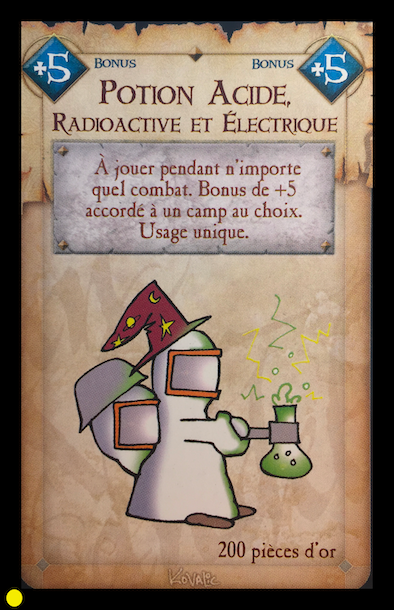 +5 BONUS BONUS +5
POTION ACIDE,
RADIOACTIVE ET ÉLECTRIQUE
À jouer pendant n'importe
quel combat. Bonus de +5
accordé à un camp au choix.
Usage unique.
200 pièces d'or
KOVALIC